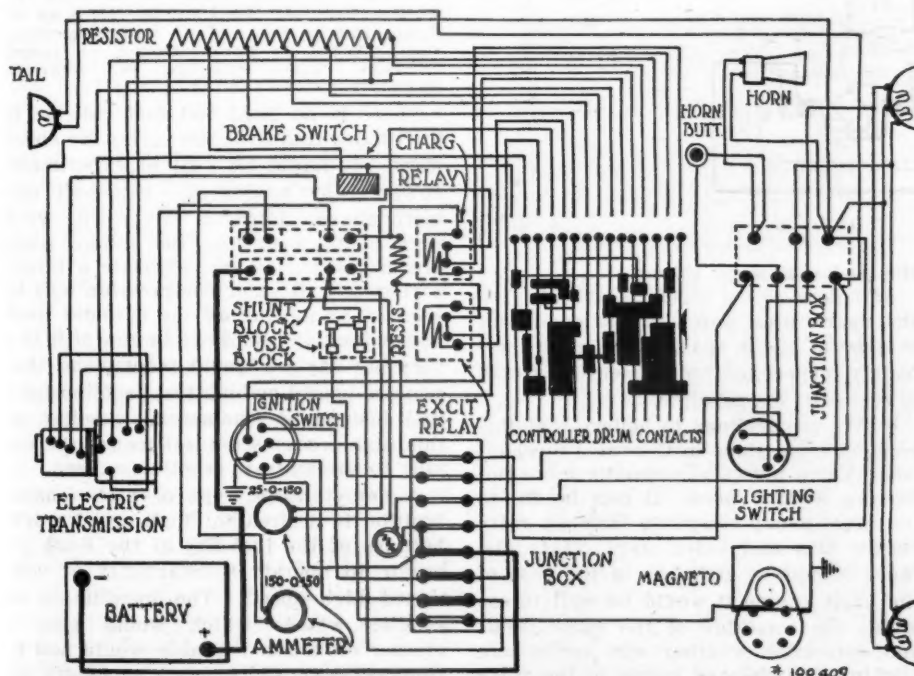 RESISTOR
TAIL
BRAKE SWITCH
CHARG
RELAY
HORN
BUTT.
HORN
SHUNT
BLOCK
FUSE
BLOCK
RESIS
EXCIT
RELAY
CONTROLLER DRUM CONTACTS
JUNCTION BOX
IGNITION
SWITCH
ELECTRIC
TRANSMISSION
25-0-150
LIGHTING
SWITCH
JUNCTION
BOX
MAGNETO
BATTERY
- +
150-0-150
AMMETER